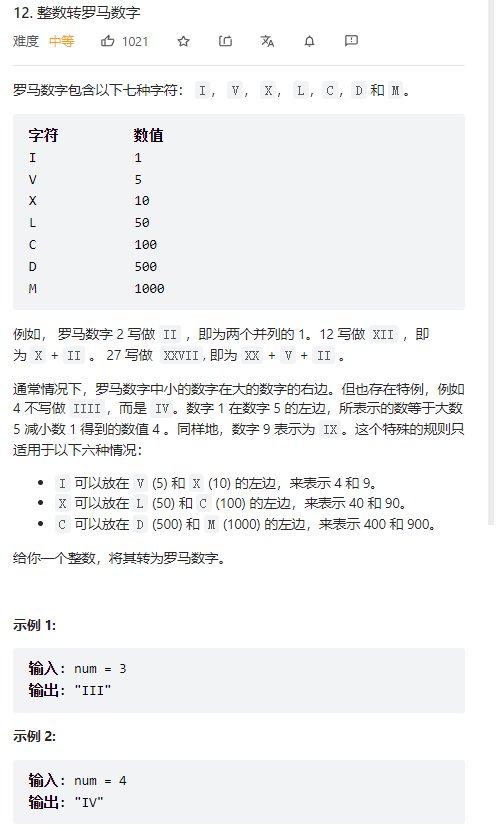 12. 整数转罗马数字
难度 中等 1021
罗马数字包含以下七种字符： I， V， X， L，C，D 和 M。
字符 数值
I 1
V 5
X 10
L 50
C 100
D 500
M 1000
例如， 罗马数字 2 写做 II ，即为两个并列的 1。12 写做 XII ，即
为 X + II 。 27 写做 XXVII, 即为 XX + V + II 。
通常情况下，罗马数字中小的数字在大的数字的右边。但也存在特例，例如
4 不写做 IIII，而是 IV。数字 1 在数字 5 的左边，所表示的数等于大数
5 减小数 1 得到的数值 4 。同样地，数字 9 表示为 IX。这个特殊的规则只
适用于以下六种情况：
• I 可以放在 V (5) 和 X (10) 的左边，来表示 4 和 9。
• X 可以放在 L (50) 和 C (100) 的左边，来表示 40 和 90。
• C 可以放在 D (500) 和 M (1000) 的左边，来表示 400 和 900。
给你一个整数，将其转为罗马数字。
示例 1:
输入: num = 3
输出: "III"
示例 2:
输入: num = 4
输出: "IV"